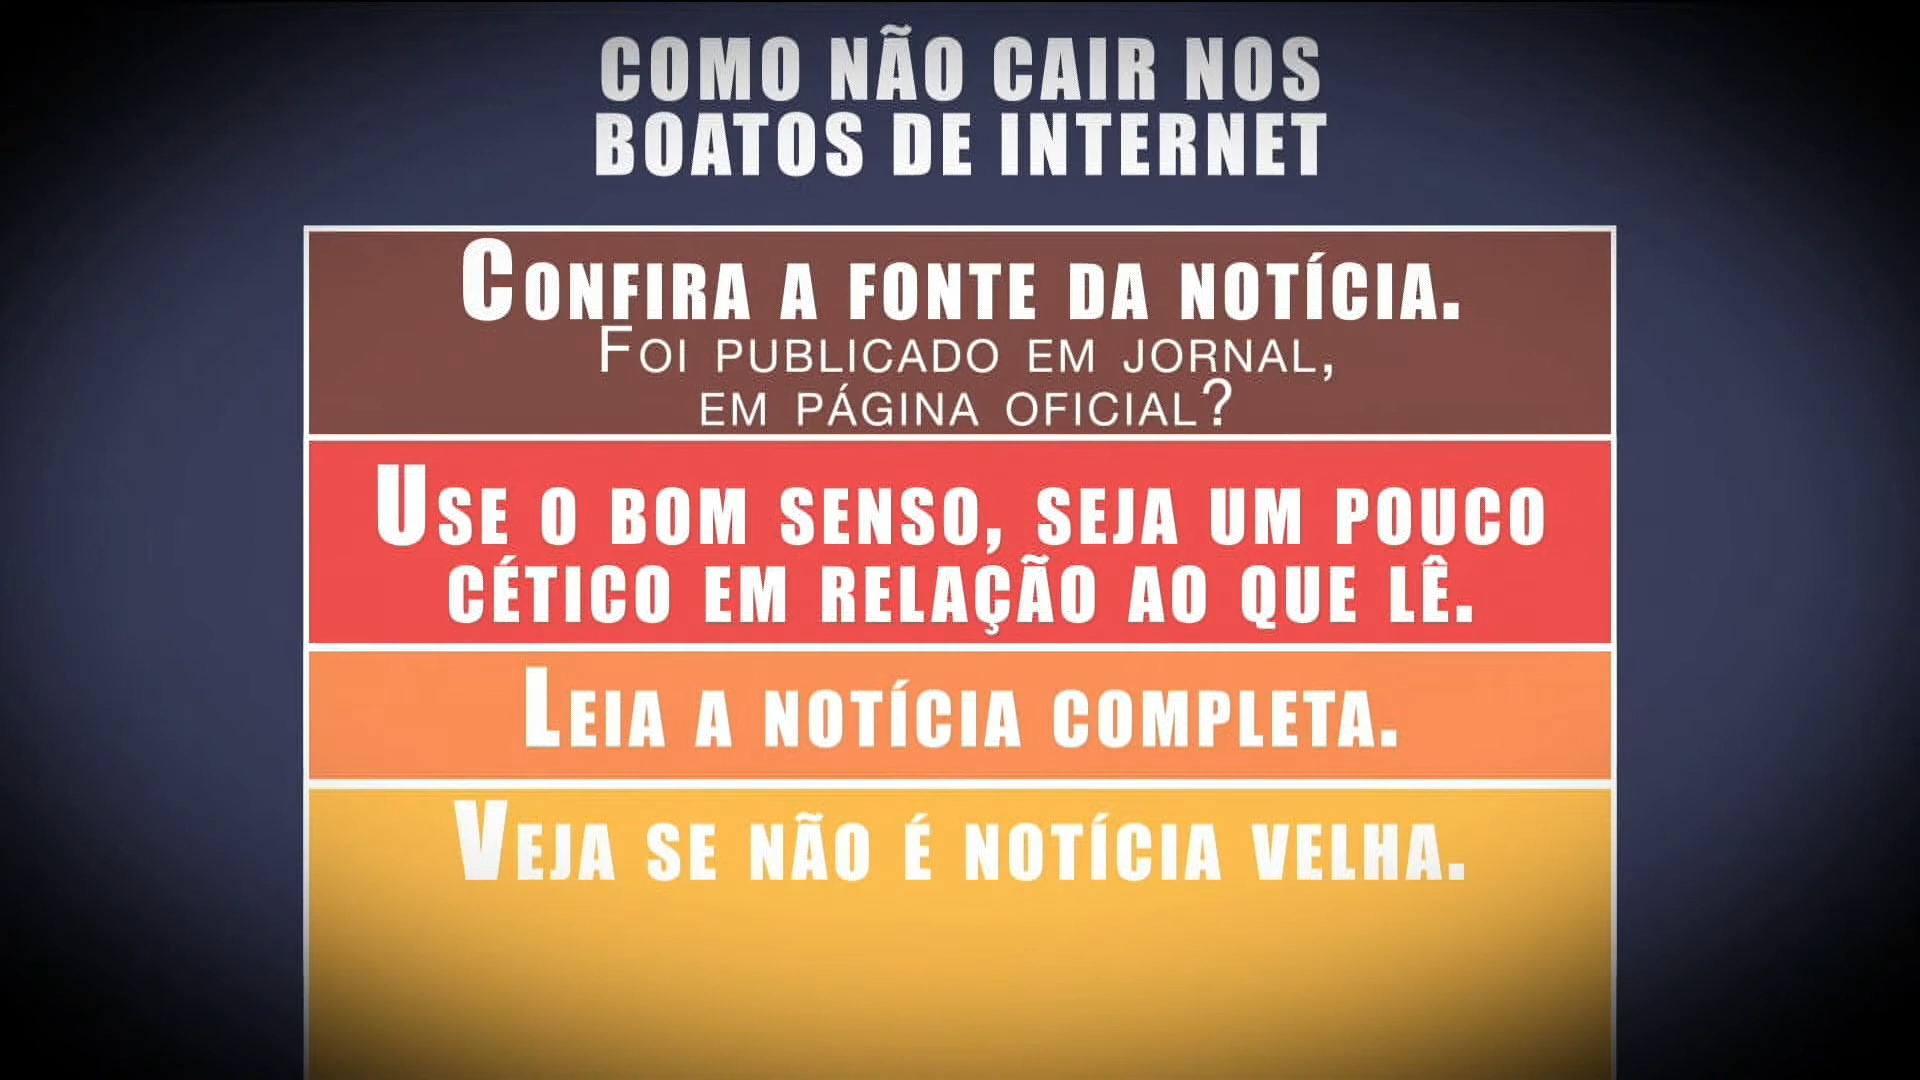 COMO NÃO CAIR NOS
BOATOS DE INTERNET
CONFIRA A FONTE DA NOTÍCIA.
FOI PUBLICADO EM JORNAL,
EM PÁGINA OFICIAL?
USE O BOM SENSO, SEJA UM POUCO
CÉTICO EM RELAÇÃO AO QUE LÊ.
LEIA A NOTÍCIA COMPLETA.
VEJA SE NÃO É NOTÍCIA VELHA.